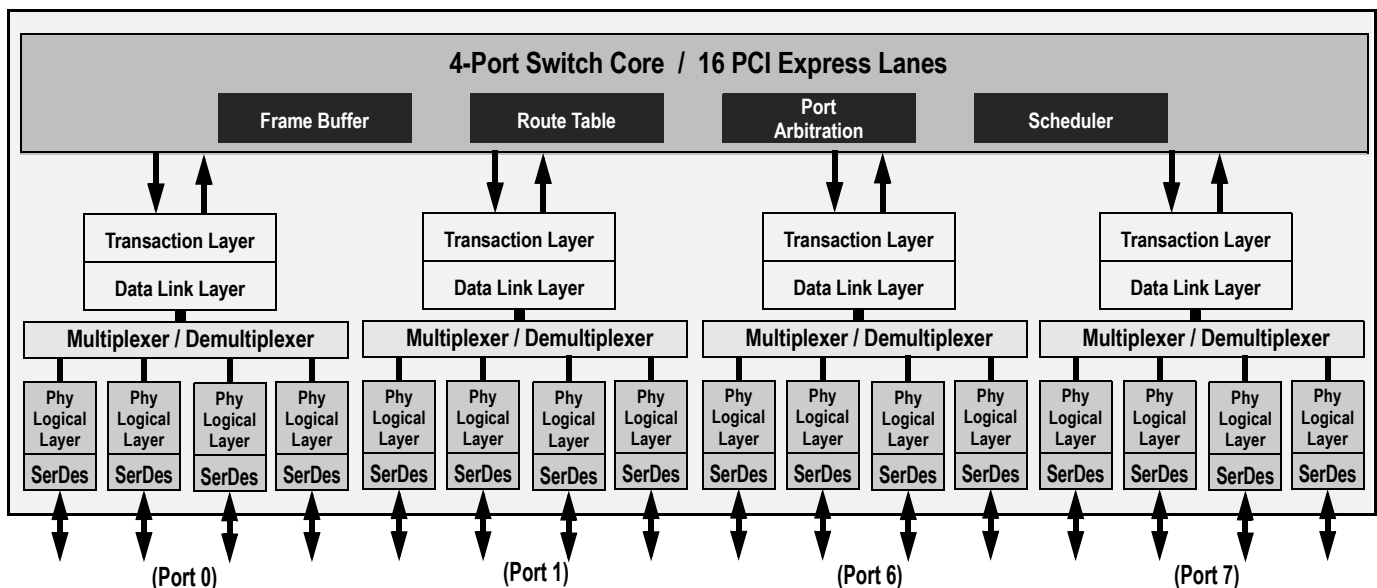 4-Port Switch Core / 16 PCI Express Lanes
Frame Buffer
Route Table
Port
Arbitration
Scheduler
Transaction Layer
Data Link Layer
Multiplexer / Demultiplexer
Phy
Logical
Layer
SerDes
Phy
Logical
Layer
SerDes
Phy
Logical
Layer
SerDes
Phy
Logical
Layer
SerDes
(Port 0)
Transaction Layer
Data Link Layer
Multiplexer / Demultiplexer
Phy
Logical
Layer
SerDes
Phy
Logical
Layer
SerDes
Phy
Logical
Layer
SerDes
Phy
Logical
Layer
SerDes
(Port 1)
Transaction Layer
Data Link Layer
Multiplexer / Demultiplexer
Phy
Logical
Layer
SerDes
Phy
Logical
Layer
SerDes
Phy
Logical
Layer
SerDes
Phy
Logical
Layer
SerDes
(Port 6)
Transaction Layer
Data Link Layer
Multiplexer / Demultiplexer
Phy
Logical
Layer
SerDes
Phy
Logical
Layer
SerDes
Phy
Logical
Layer
SerDes
Phy
Logical
Layer
SerDes
(Port 7)